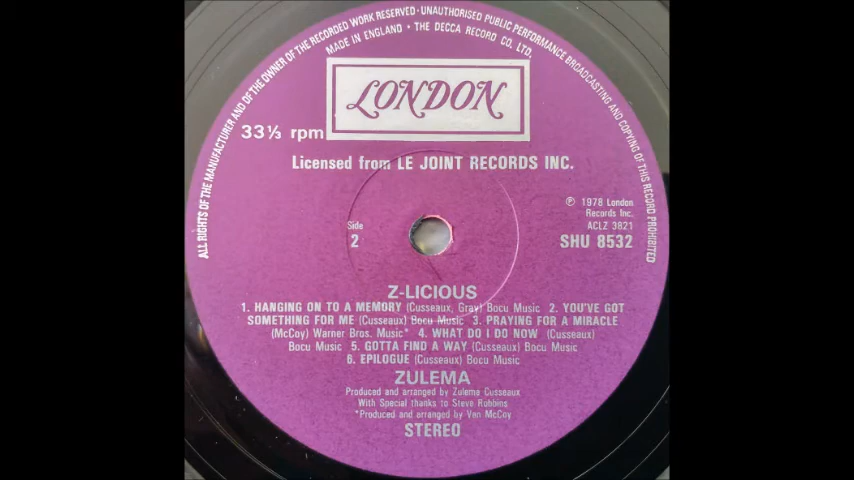 ALL RIGHTS OF THE MANUFACTURER AND OF THE OWNER OF THE RECORDED WORK RESERVED · UNAUTHORISED PUBLIC PERFORMANCE BROADCASTING AND COPYING OF THIS RECORD PROHIBITED
MADE IN ENGLAND · THE DECCA RECORD CO. LTD.
LONDON
33⅓ rpm
Licensed from LE JOINT RECORDS INC.
℗ 1978 London
Records Inc.
Side
ACLZ 3821
2
SHU 8532
Z-LICIOUS
1. HANGING ON TO A MEMORY (Cusseaux, Gray) Bocu Music 2. YOU'VE GOT
SOMETHING FOR ME (Cusseaux) Bocu Music 3. PRAYING FOR A MIRACLE
(McCoy) Warner Bros. Music* 4. WHAT DO I DO NOW (Cusseaux)
Bocu Music 5. GOTTA FIND A WAY (Cusseaux) Bocu Music
6. EPILOGUE (Cusseaux) Bocu Music
ZULEMA
Produced and arranged by Zulema Cusseaux
With Special thanks to Steve Robbins
*Produced and arranged by Van McCoy
STEREO